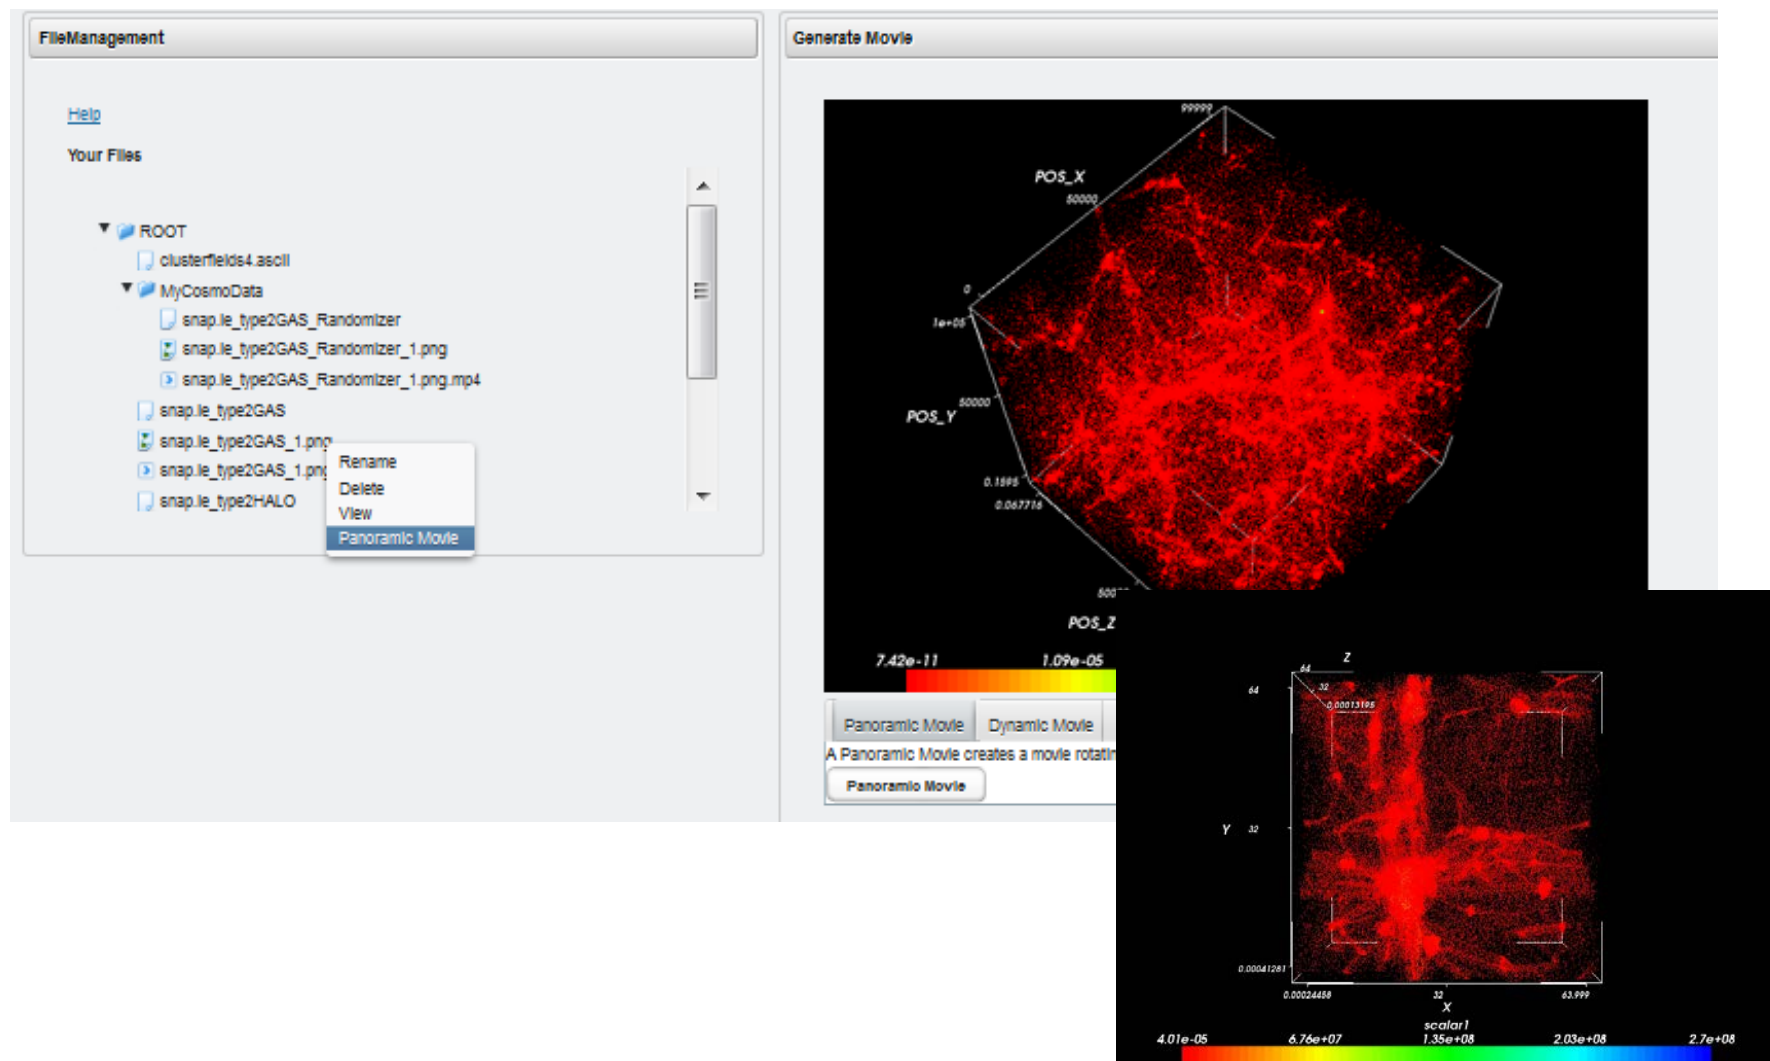 FileManagement
Help
Your Files
ROOT
clusterfields4.ascii
MyCosmoData
snap.le_type2GAS_Randomizer
snap.le_type2GAS_Randomizer_1.png
snap.le_type2GAS_Randomizer_1.png.mp4
snap.le_type2GAS
snap.le_type2GAS_1.png
snap.le_type2GAS_1.png
snap.le_type2HALO
Rename
Delete
View
Panoramic Movie
Generate Movie
99999
POS_X
50000
0
1e+05
POS_Y
50000
0.1595
0.067716
POS_Z
7.42e-11
1.09e-05
Panoramic Movie
Dynamic Movie
A Panoramic Movie creates a movie
Panoramic Movie
Z
64
32
0.00013195
64
Y
32
0.00041281
0.00024458
32
63.999
X
scalar1
4.01e-05
6.76e+07
1.35e+08
2.03e+08
2.7e+08